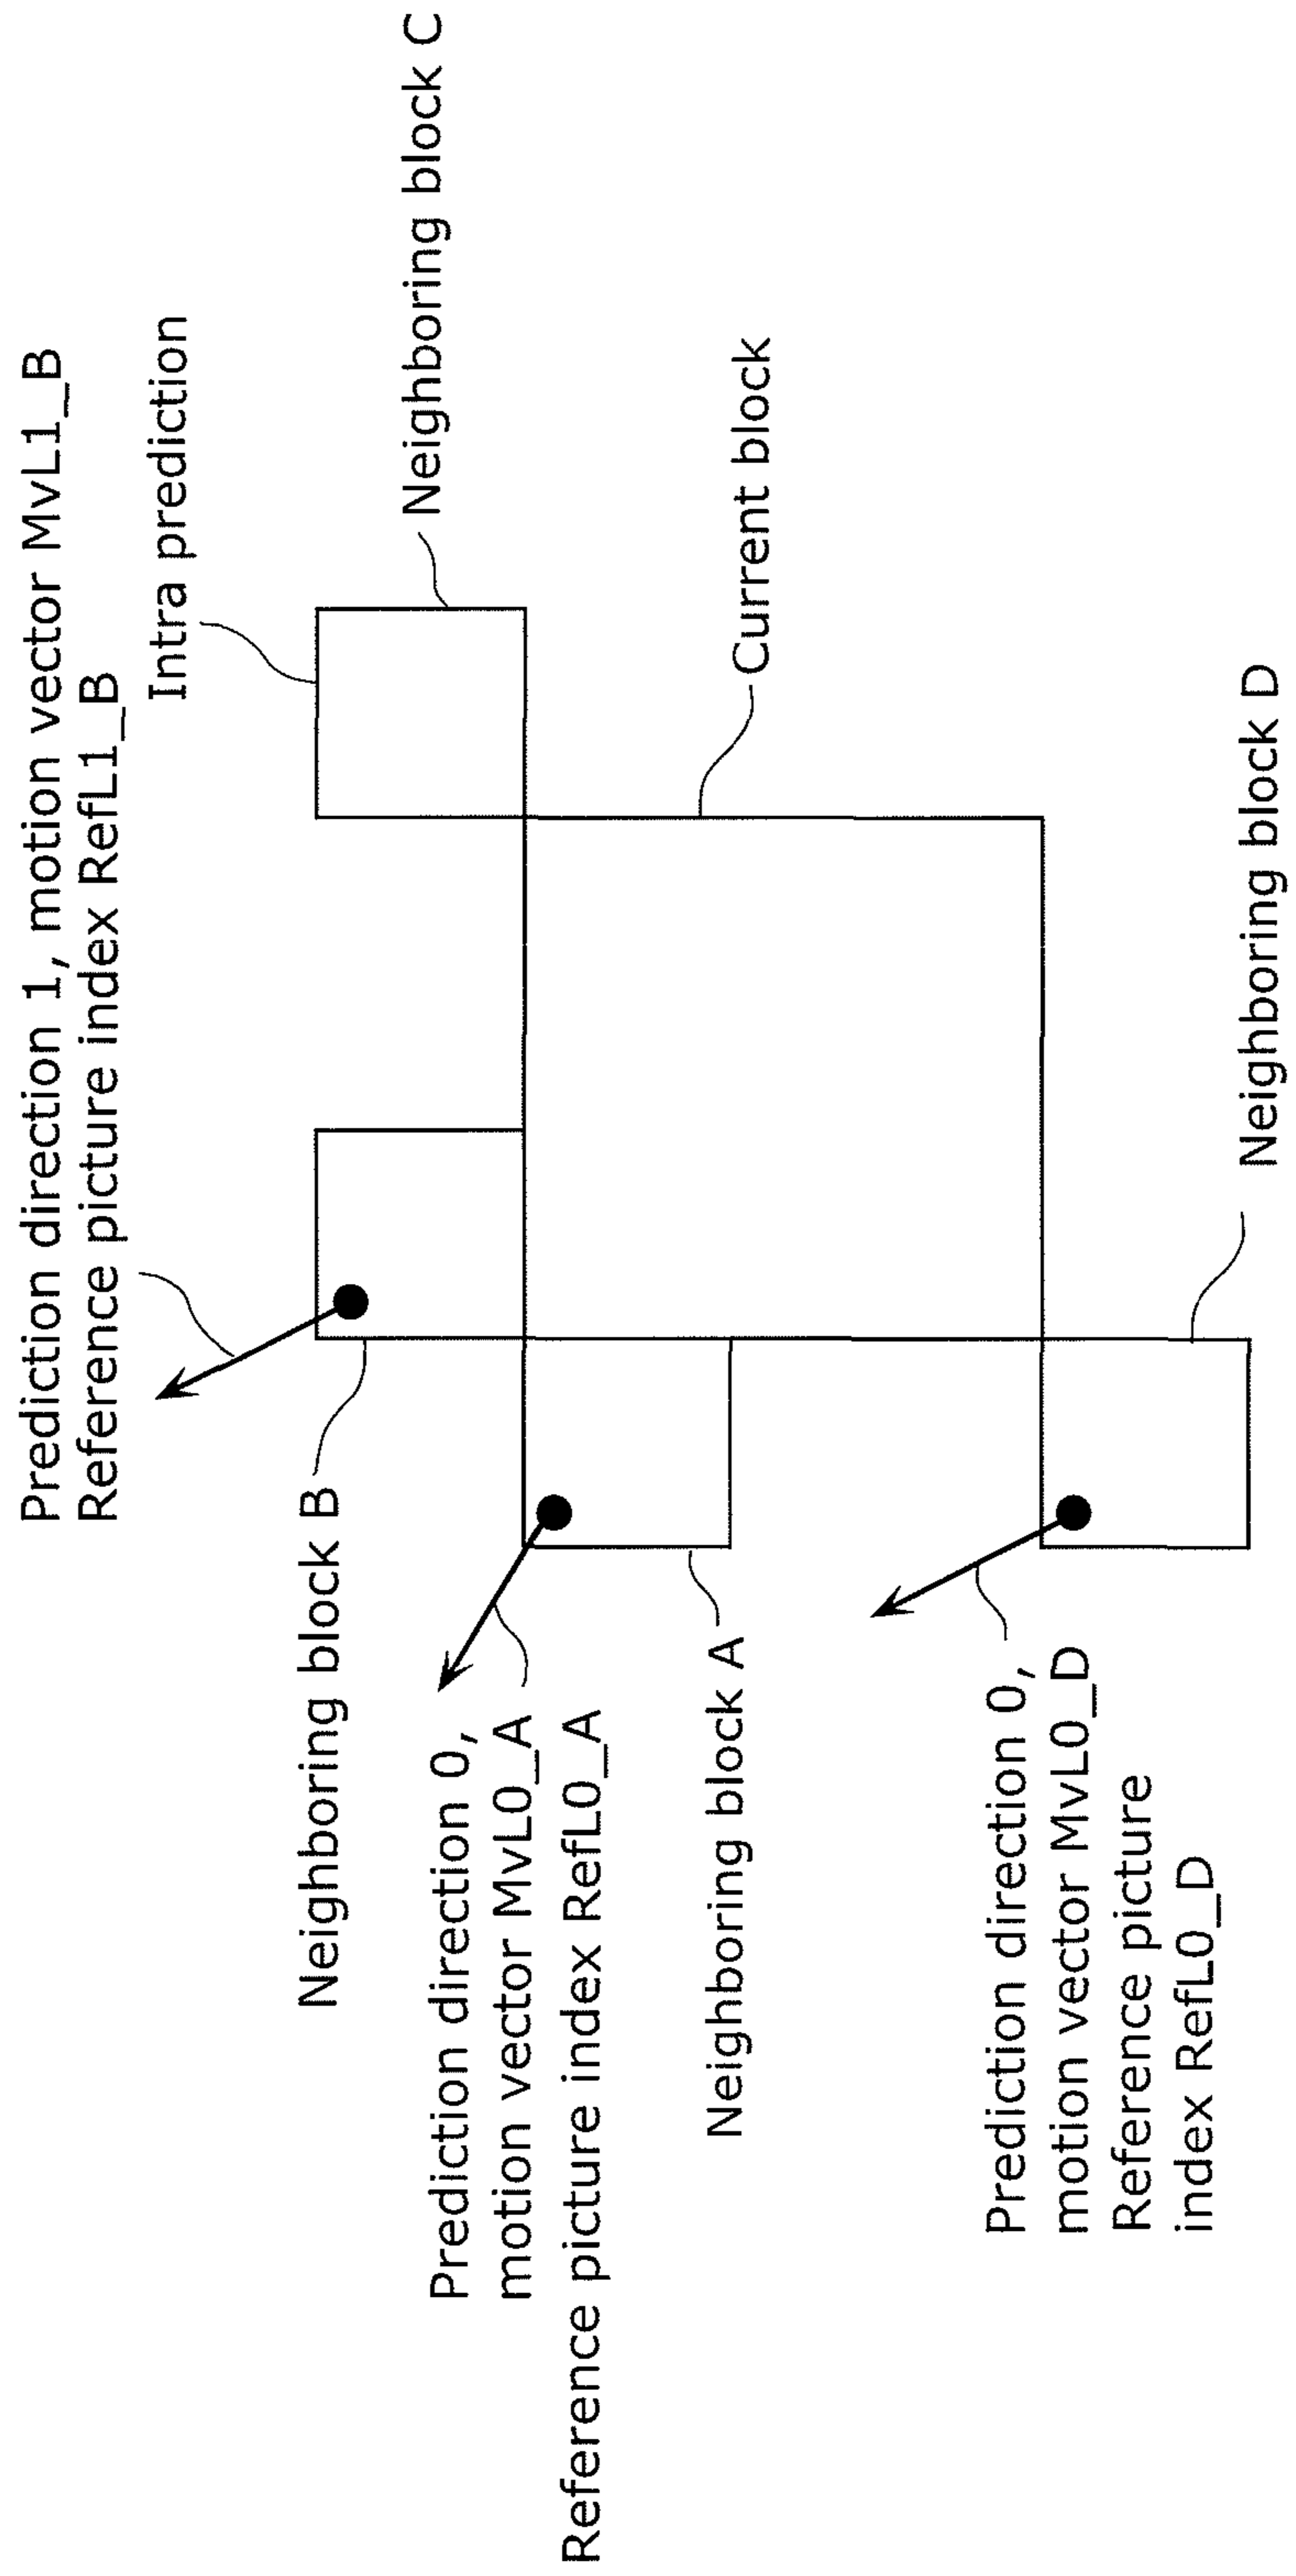 Prediction direction 1, motion vector MvL1_B
Reference picture index RefL1_B
Intra prediction
Neighboring block B
Neighboring block C
Prediction direction 0,
motion vector MvL0_A
Reference picture index RefL0_A
Neighboring block A
Current block
Prediction direction 0,
motion vector MvL0_D
Reference picture
index RefL0_D
Neighboring block D